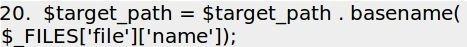 20.  $target_path = $target_path . basename(
$_FILES['file']['name']);